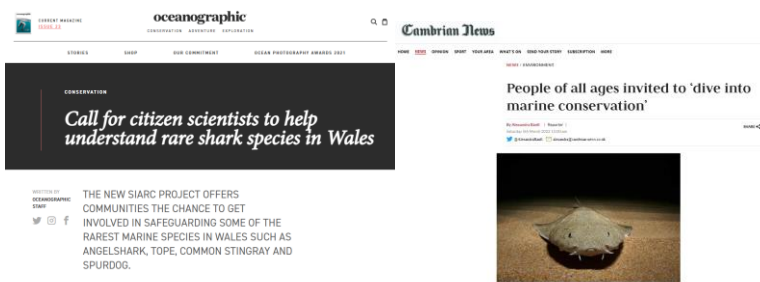 CURRENT MAGAZINE
ISSUE 23
oceanographic
CONSERVATION ADVENTURE EXPLORATION
STORIES SHOP OUR COMMITMENT OCEAN PHOTOGRAPHY AWARDS 2021
CONSERVATION
Call for citizen scientists to help
understand rare shark species in Wales
WRITTEN BY
OCEANOGRAPHIC
STAFF
THE NEW SIARC PROJECT OFFERS
COMMUNITIES THE CHANCE TO GET
INVOLVED IN SAFEGUARDING SOME OF THE
RAREST MARINE SPECIES IN WALES SUCH AS
ANGELSHARK, TOPE, COMMON STINGRAY AND
SPURDOG.
Cambrian News
HOME NEWS OPINION SPORT YOUR AREA WHAT'S ON SEND YOUR STORY SUBSCRIPTION MORE
NEWS > ENVIRONMENT
People of all ages invited to 'dive into
marine conservation'
SHARE